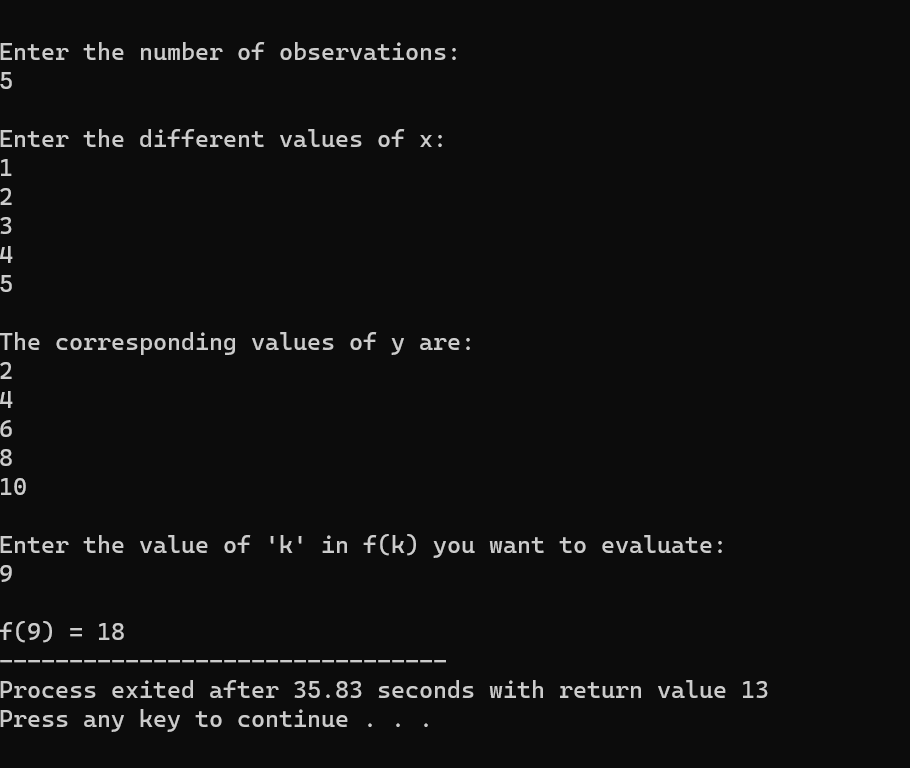 Enter the number of observations:
5
Enter the different values of x:
1
2
3
4
5
The corresponding values of y are:
2
4
6
8
10
Enter the value of 'k' in f(k) you want to evaluate:
9
f(9) = 18
--------------------------------
Process exited after 35.83 seconds with return value 13
Press any key to continue . . .